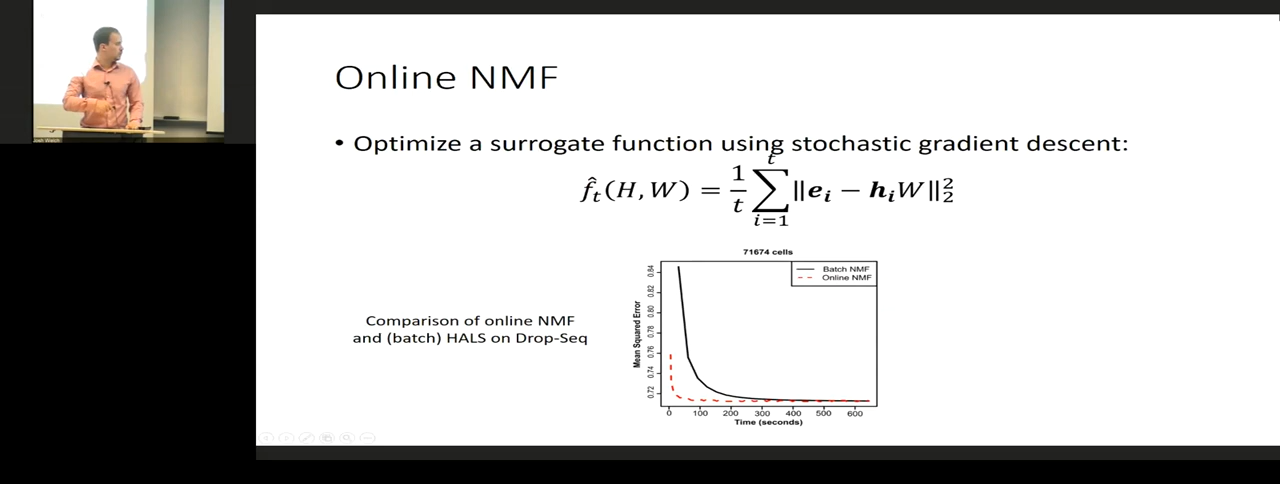 Josh Welch
Online NMF
• Optimize a surrogate function using stochastic gradient descent:
f̂ₜ(H, W) = 1/t ∑ᵢ₌₁ᵗ ||eᵢ − hᵢW||₂²
Comparison of online NMF
and (batch) HALS on Drop-Seq
71674 cells
Batch NMF
Online NMF
Mean Squared Error
0.84
0.82
0.80
0.78
0.76
0.74
0.72
0 100 200 300 400 500 600
Time (seconds)